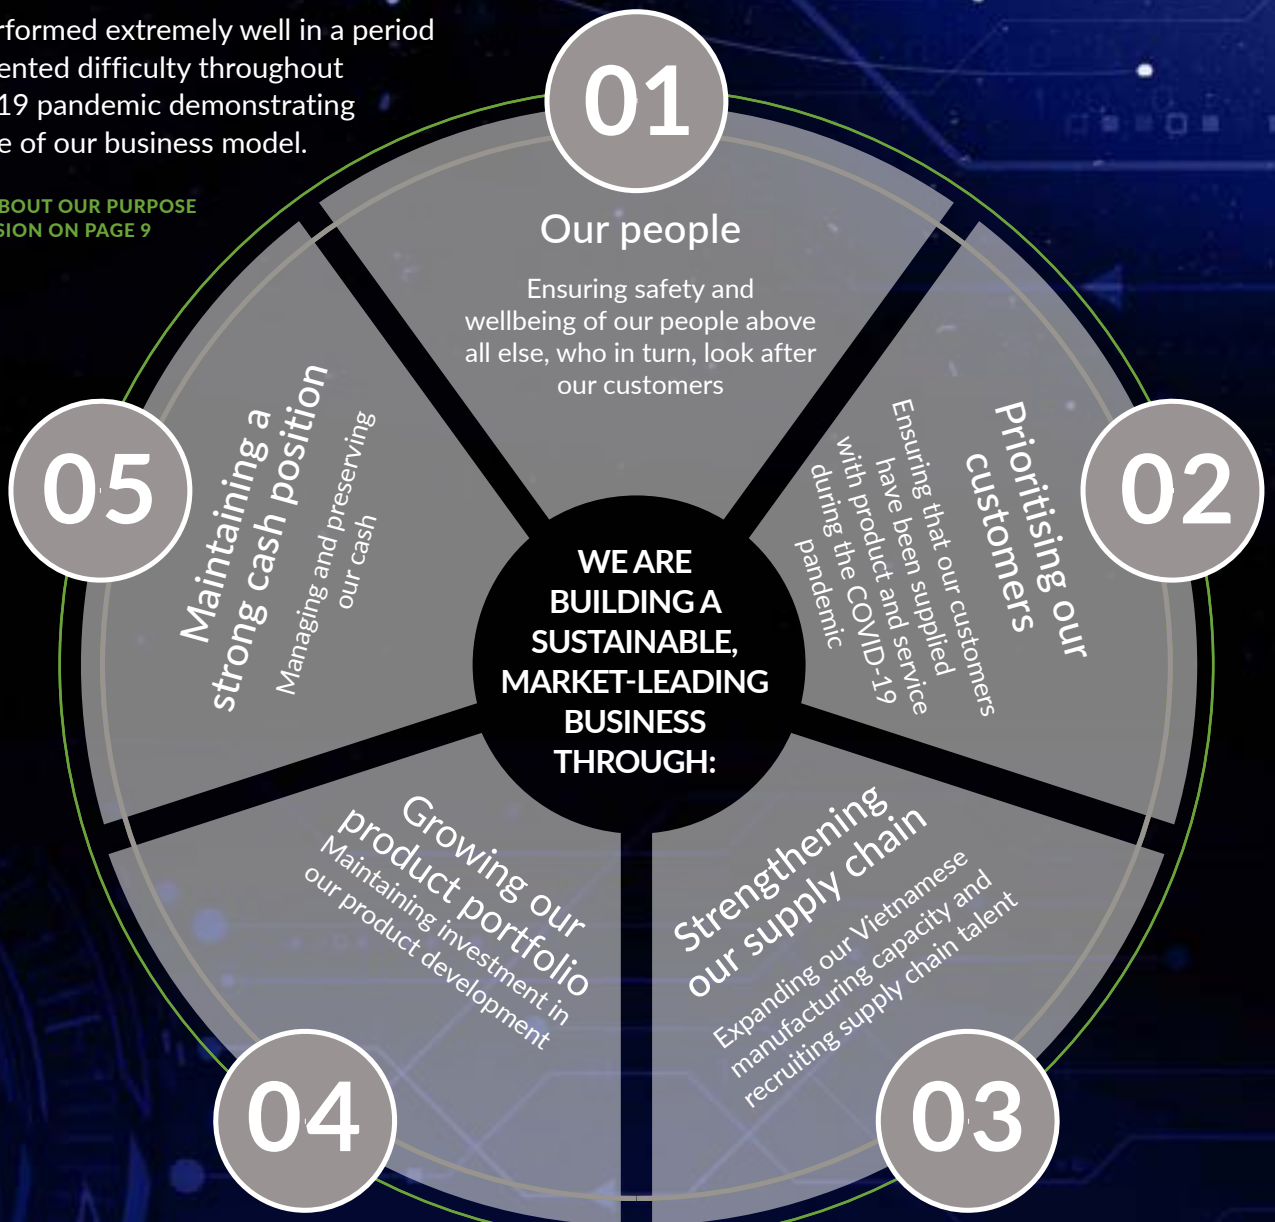 rformed extremely well in a period
ented difficulty throughout
19 pandemic demonstrating
e of our business model.
BOUT OUR PURPOSE
SION ON PAGE 9
01
Our people
Ensuring safety and
wellbeing of our people above
all else, who in turn, look after
our customers
02
Prioritising our
customers
Ensuring that our customers
have been supplied
with product and service
during the COVID-19
pandemic
WE ARE
BUILDING A
SUSTAINABLE,
MARKET-LEADING
BUSINESS
THROUGH:
03
Strengthening
our supply chain
Expanding our Vietnamese
manufacturing capacity and
recruiting supply chain talent
04
Growing our
product portfolio
Maintaining investment in
our product development
05
Maintaining a
strong cash position
Managing and preserving
our cash